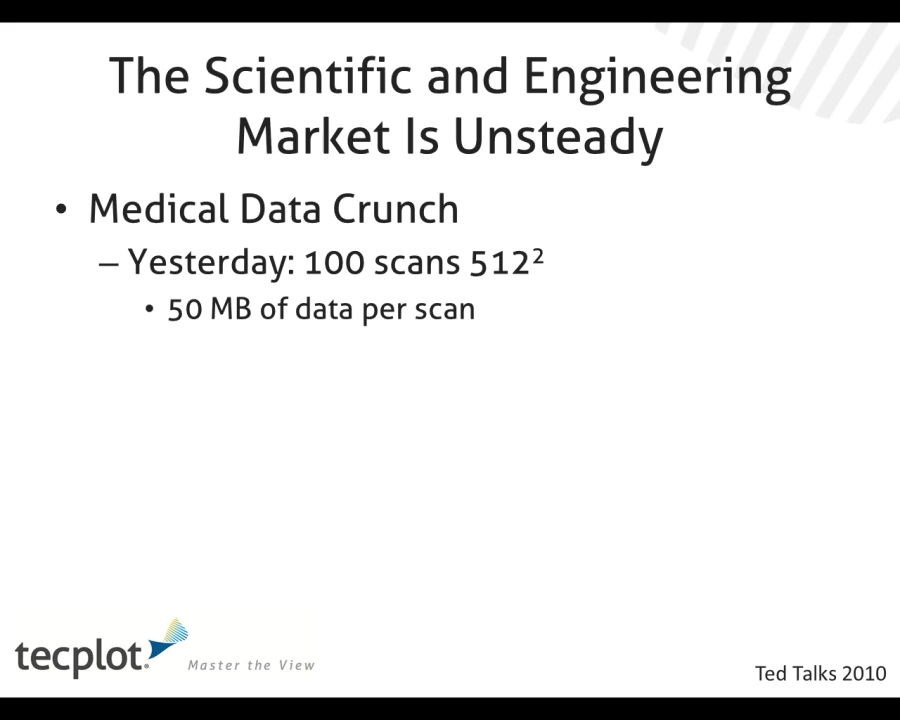 The Scientific and Engineering
Market Is Unsteady
• Medical Data Crunch
– Yesterday: 100 scans 512²
• 50 MB of data per scan
tecplot.
Master the View
Ted Talks 2010